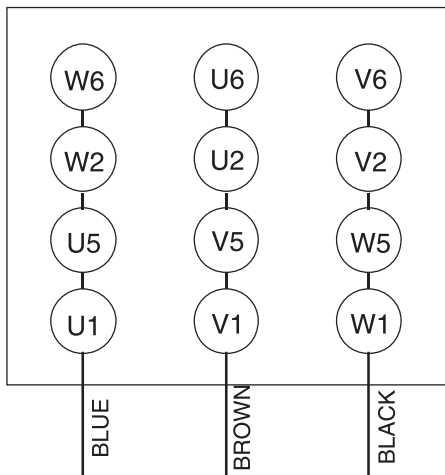 W6 U6 V6
W2 U2 V2
U5 V5 W5
U1 V1 W1
BLUE
BROWN
BLACK